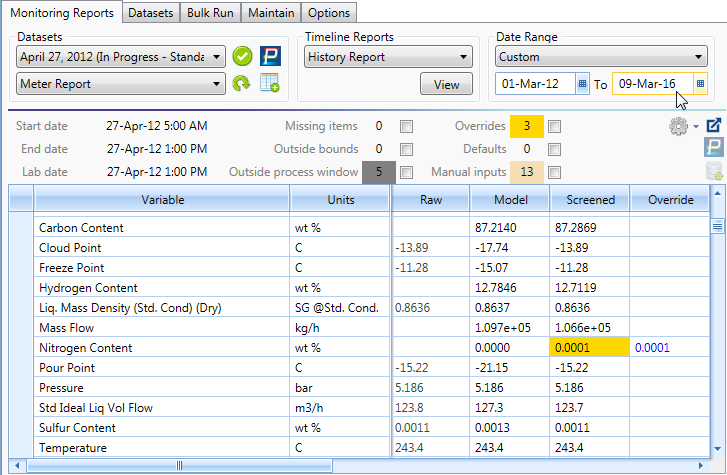 Monitoring Reports Datasets Bulk Run Maintain Options
Datasets Timeline Reports Date Range
April 27, 2012 (In Progress - Standa History Report Custom
Meter Report View 01-Mar-12 To 09-Mar-16
Start date 27-Apr-12 5:00 AM Missing items 0 Overrides 3
End date 27-Apr-12 1:00 PM Outside bounds 0 Defaults 0
Lab date 27-Apr-12 1:00 PM Outside process window 5 Manual inputs 13
Variable Units Raw Model Screened Override
Carbon Content wt % 87.2140 87.2869
Cloud Point C -13.89 -17.74 -13.89
Freeze Point C -11.28 -15.07 -11.28
Hydrogen Content wt % 12.7846 12.7119
Liq. Mass Density (Std. Cond) (Dry) SG @Std. Cond. 0.8636 0.8637 0.8636
Mass Flow kg/h 1.097e+05 1.066e+05
Nitrogen Content wt % 0.0000 0.0001 0.0001
Pour Point C -15.22 -21.15 -15.22
Pressure bar 5.186 5.186 5.186
Std Ideal Liq Vol Flow m3/h 123.8 127.3 123.7
Sulfur Content wt % 0.0011 0.0013 0.0011
Temperature C 243.4 243.4 243.4